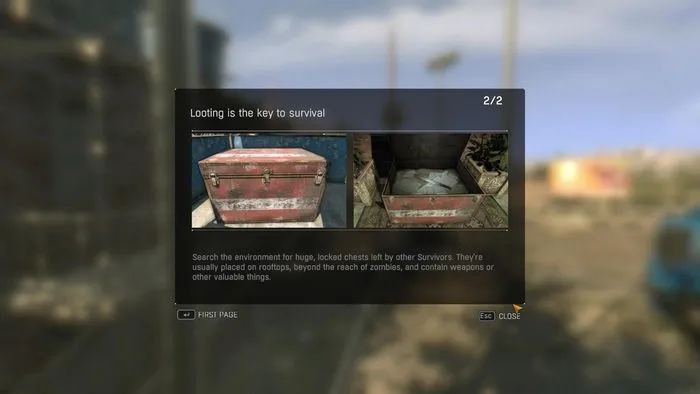 2/2
Looting is the key to survival
Search the environment for huge, locked chests left by other Survivors. They're
usually placed on rooftops, beyond the reach of zombies, and contain weapons or
other valuable things.
FIRST PAGE
Esc CLOSE